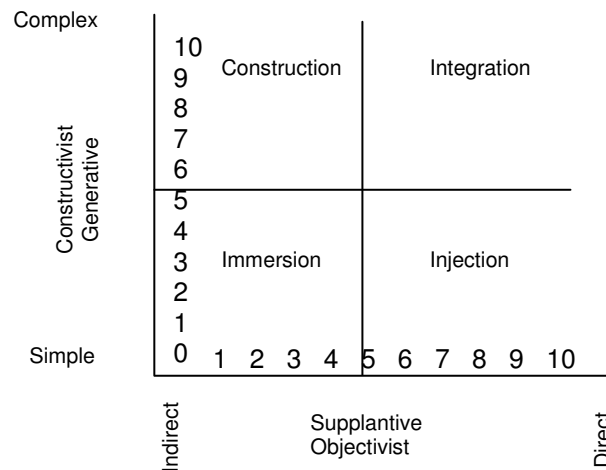 Complex
10
Construction Integration
9
8
7
6
Constructivist
Generative
5
4
3
Immersion Injection
2
1
Simple
0 1 2 3 4 5 6 7 8 9 10
Indirect
Supplantive
Objectivist
Direct